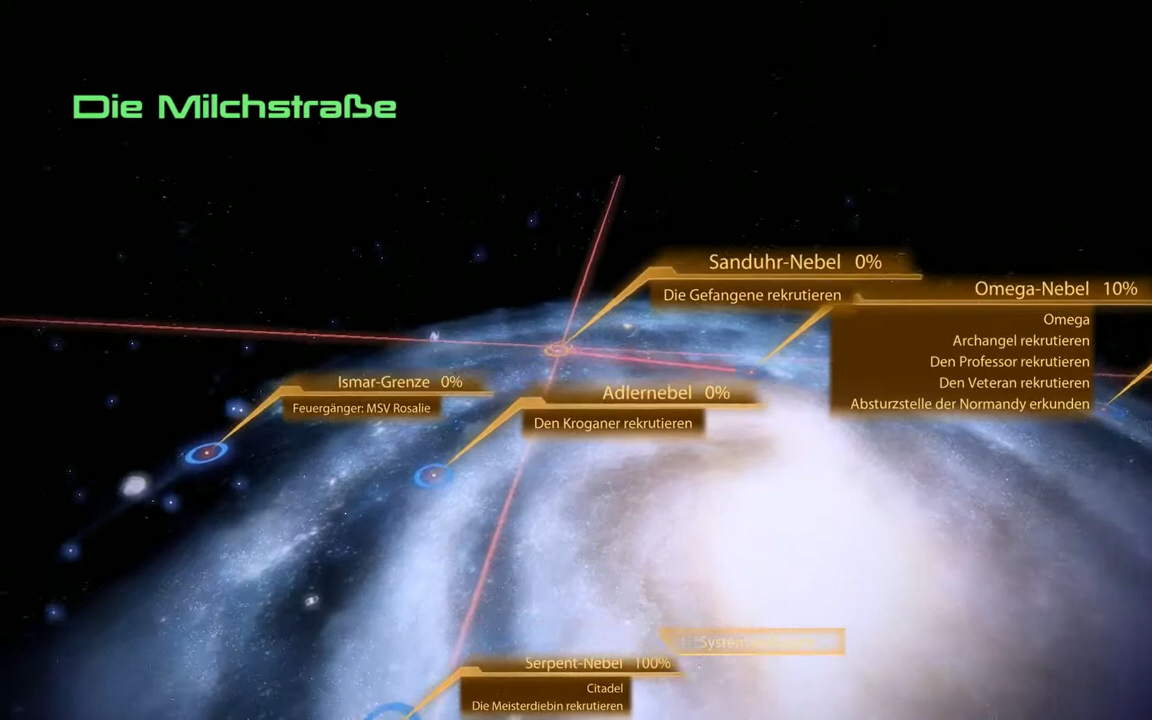 Die Milchstraße
Sanduhr-Nebel 0%
Die Gefangene rekrutieren
Omega-Nebel 10%
Omega
Archangel rekrutieren
Den Professor rekrutieren
Den Veteran rekrutieren
Absturzstelle der Normandy erkunden
Ismar-Grenze 0%
Feuergänger: MSV Rosalie
Adlernebel 0%
Den Kroganer rekrutieren
Serpent-Nebel 100%
Citadel
Die Meisterdiebin rekrutieren